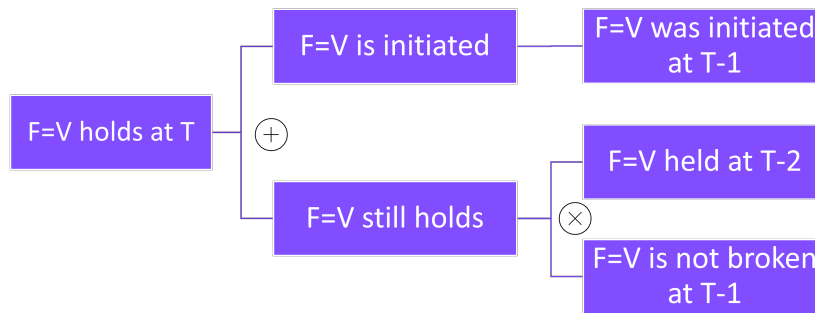 F=V is initiated
F=V was initiated
at T-1
F=V holds at T
F=V held at T-2
F=V still holds
F=V is not broken
at T-1